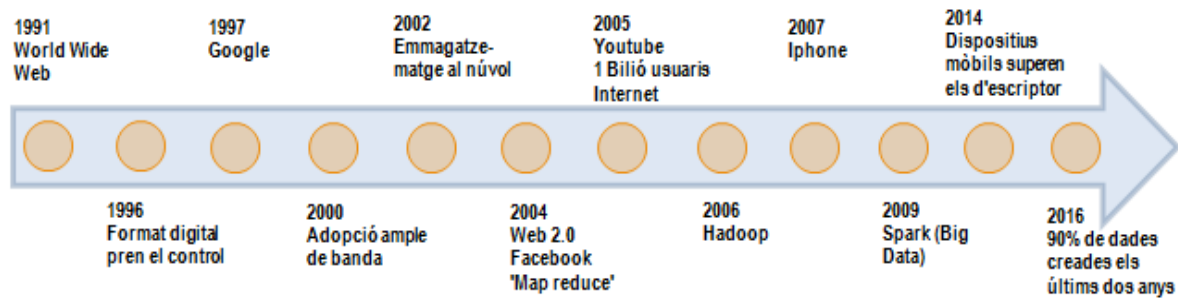 1991
World Wide
Web
1997
Google
2002
Emmagatze-
matge al núvol
2005
Youtube
1 Bilió usuaris
Internet
2007
Iphone
2014
Dispositius
mòbils superen
els d'escriptor
1996
Format digital
pren el control
2000
Adopció ample
de banda
2004
Web 2.0
Facebook
'Map reduce'
2006
Hadoop
2009
Spark (Big
Data)
2016
90% de dades
creades els
últims dos anys